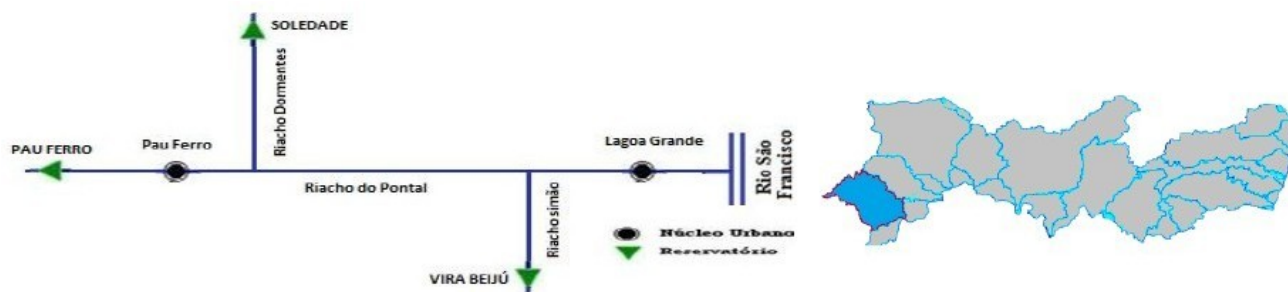 SOLEDADE
Riacho Dormentes
PAU FERRO
Pau Ferro
Lagoa Grande
Riacho do Pontal
Rio São
Francisco
Riacho simão
VIRA BEIJÚ
Núcleo Urbano
Reservatório